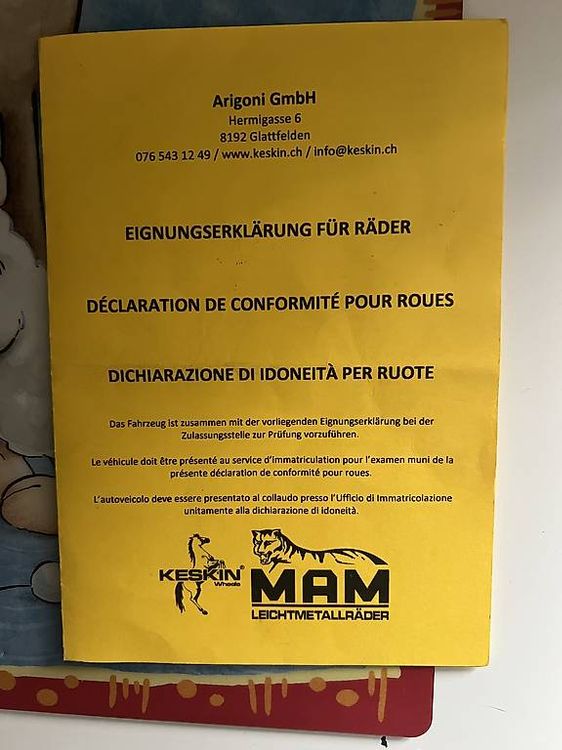 Arigoni GmbH
Hermigasse 6
8192 Glattfelden
076 543 12 49 / www.keskin.ch / info@keskin.ch
EIGNUNGSERKLÄRUNG FÜR RÄDER
DÉCLARATION DE CONFORMITÉ POUR ROUES
DICHIARAZIONE DI IDONEITÀ PER RUOTE
Das Fahrzeug ist zusammen mit der vorliegenden Eignungserklärung bei der
Zulassungsstelle zur Prüfung vorzuführen.
Le véhicule doit être présenté au service d'immatriculation pour l'examen muni de la
présente déclaration de conformité pour roues.
L'autoveicolo deve essere presentato al collaudo presso l'Ufficio di Immatricolazione
unitamente alla dichiarazione di idoneità.
KESKIN®
Wheels
MAM
LEICHTMETALLRÄDER